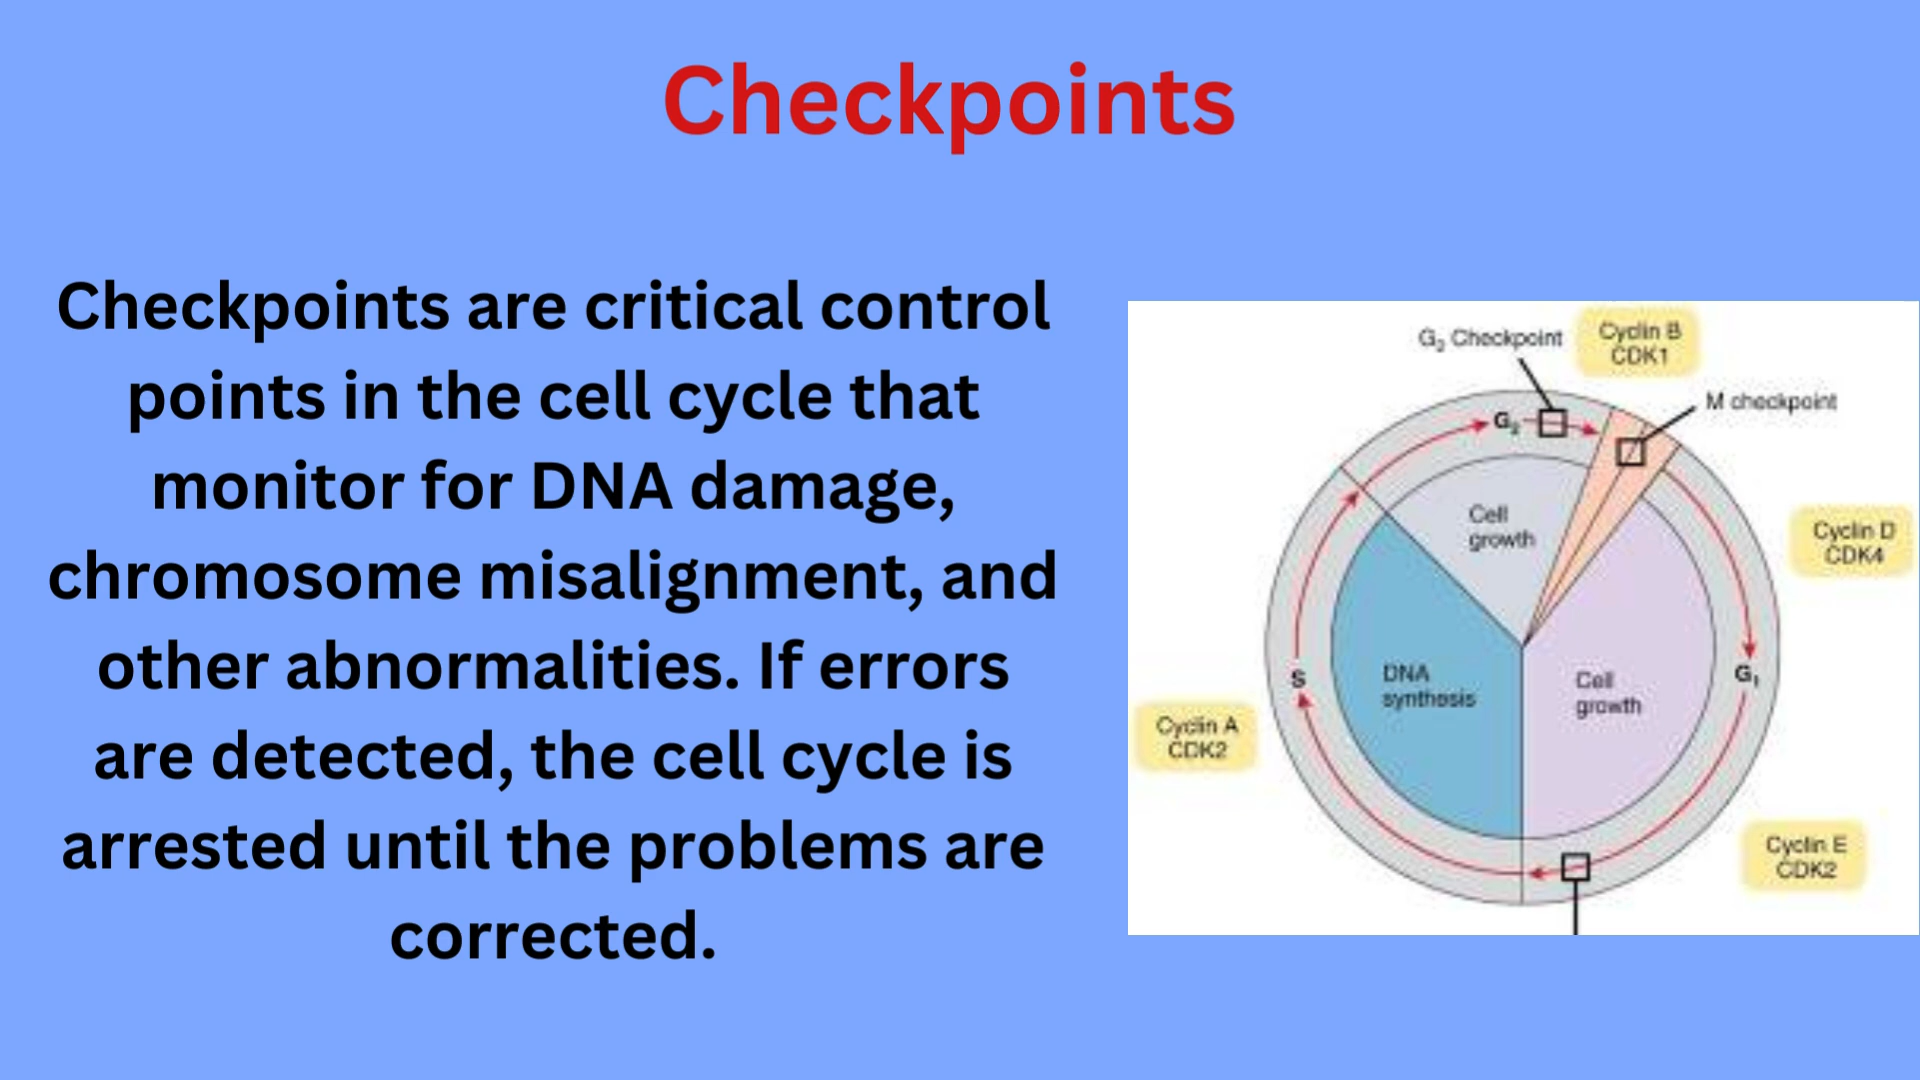 Checkpoints
Checkpoints are critical control
points in the cell cycle that
monitor for DNA damage,
chromosome misalignment, and
other abnormalities. If errors
are detected, the cell cycle is
arrested until the problems are
corrected.
G₂ Checkpoint
Cyclin B
CDK1
M checkpoint
G₂
Cell
growth
Cyclin D
CDK4
S
DNA
synthesis
Cell
growth
G₁
Cyclin A
CDK2
Cyclin E
CDK2